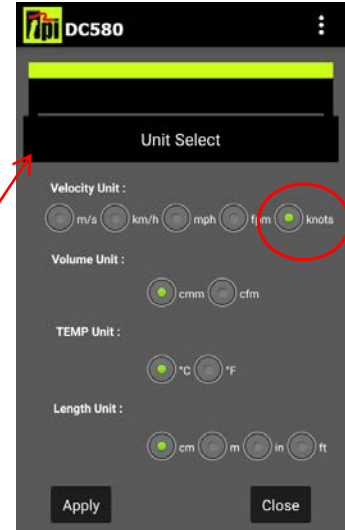 TPI DC580
Unit Select
Velocity Unit :
m/s km/h mph fpm knots
Volume Unit :
cmm cfm
TEMP Unit :
°C °F
Length Unit :
cm m in ft
Apply Close